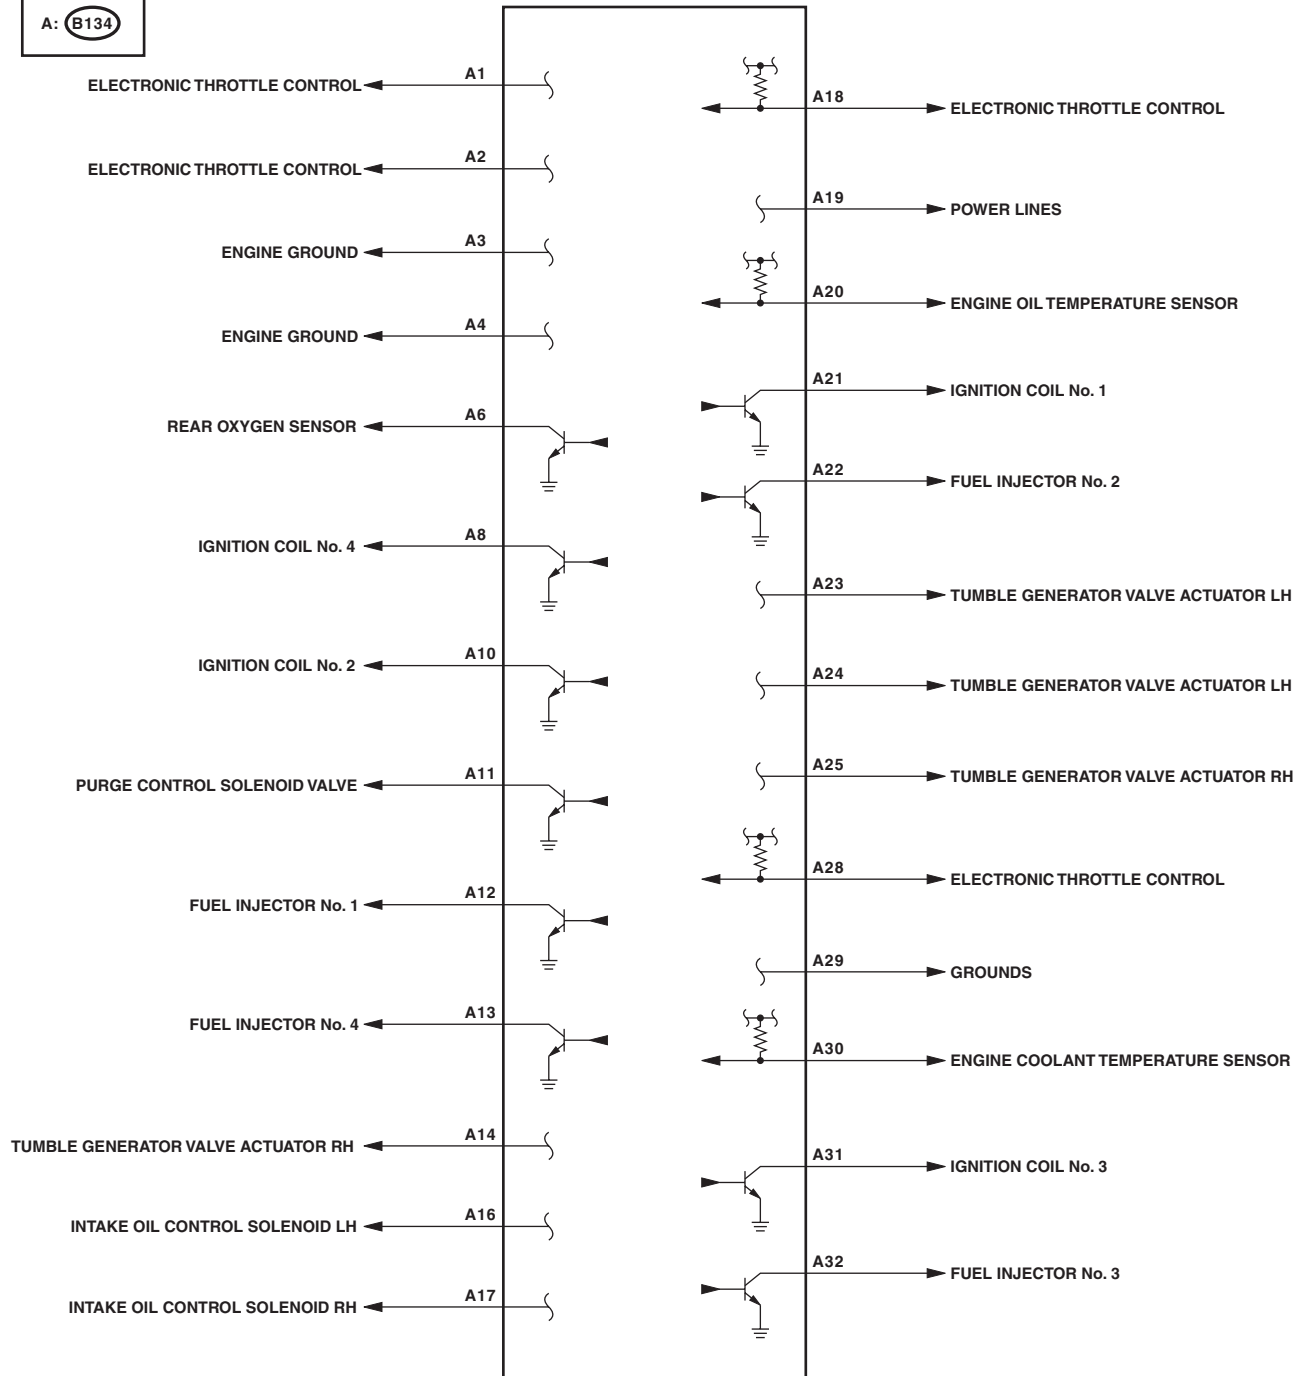 A: B134
A1
ELECTRONIC THROTTLE CONTROL
A2
ELECTRONIC THROTTLE CONTROL
A3
ENGINE GROUND
A4
ENGINE GROUND
A6
REAR OXYGEN SENSOR
A8
IGNITION COIL No. 4
A10
IGNITION COIL No. 2
A11
PURGE CONTROL SOLENOID VALVE
A12
FUEL INJECTOR No. 1
A13
FUEL INJECTOR No. 4
A14
TUMBLE GENERATOR VALVE ACTUATOR RH
A16
INTAKE OIL CONTROL SOLENOID LH
A17
INTAKE OIL CONTROL SOLENOID RH
A18
ELECTRONIC THROTTLE CONTROL
A19
POWER LINES
A20
ENGINE OIL TEMPERATURE SENSOR
A21
IGNITION COIL No. 1
A22
FUEL INJECTOR No. 2
A23
TUMBLE GENERATOR VALVE ACTUATOR LH
A24
TUMBLE GENERATOR VALVE ACTUATOR LH
A25
TUMBLE GENERATOR VALVE ACTUATOR RH
A28
ELECTRONIC THROTTLE CONTROL
A29
GROUNDS
A30
ENGINE COOLANT TEMPERATURE SENSOR
A31
IGNITION COIL No. 3
A32
FUEL INJECTOR No. 3